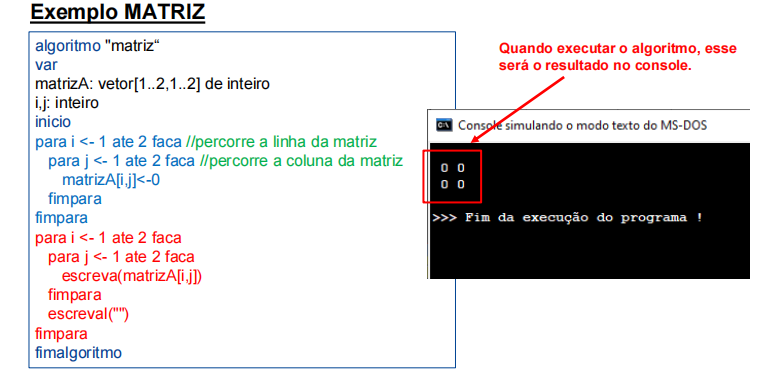 Exemplo MATRIZ
algoritmo "matriz“
var
matrizA: vetor[1..2,1..2] de inteiro
i,j: inteiro
inicio
para i <- 1 ate 2 faca //percorre a linha da matriz
para j <- 1 ate 2 faca //percorre a coluna da matriz
matrizA[i,j]<-0
fimpara
fimpara
para i <- 1 ate 2 faca
para j <- 1 ate 2 faca
escreva(matrizA[i,j])
fimpara
escreval("")
fimpara
fimalgoritmo
Quando executar o algoritmo, esse
será o resultado no console.
C:\ Console simulando o modo texto do MS-DOS
0 0
0 0
>>> Fim da execução do programa !